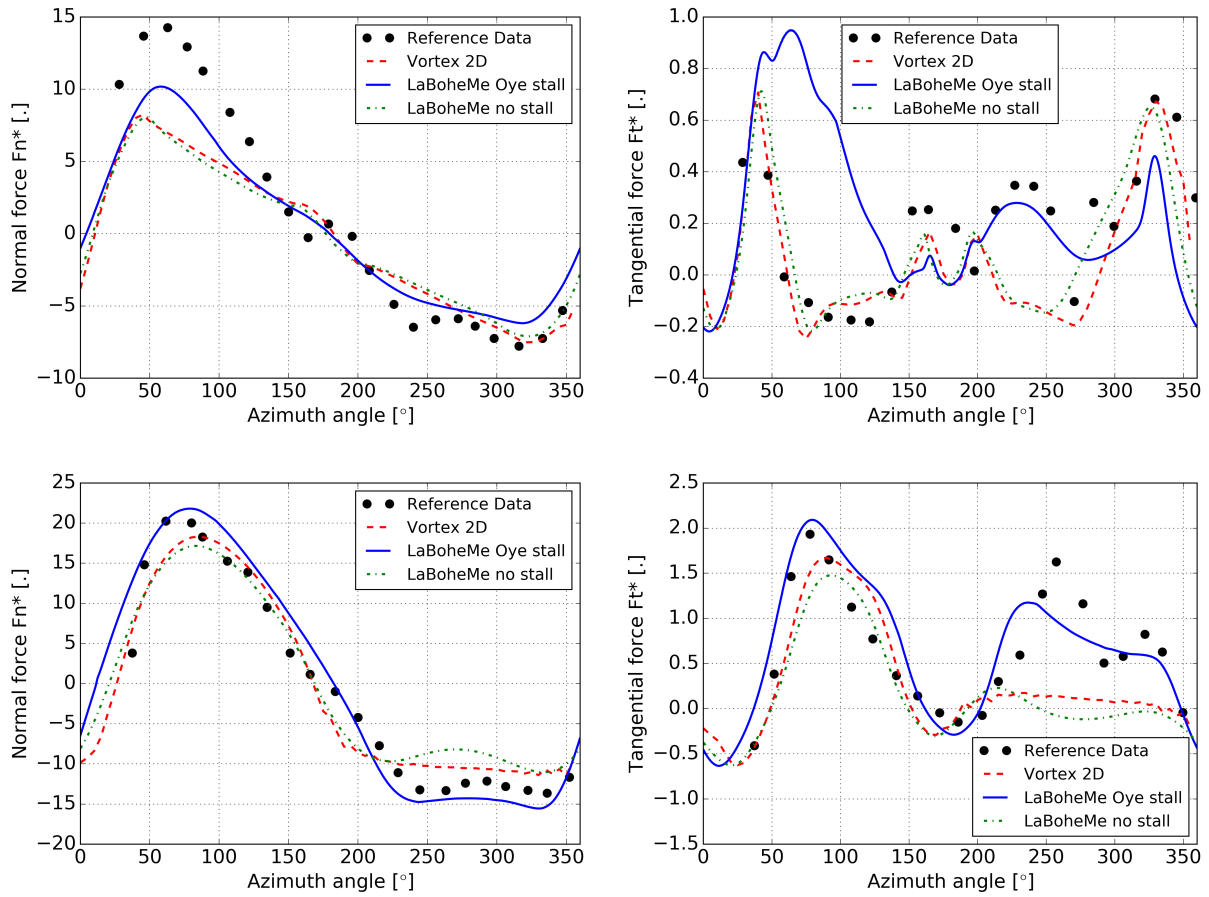 15
10
5
0
−5
−10
0
50
100
150
200
250
300
350
Normal force Fn* [.]
Azimuth angle [°]
Reference Data
Vortex 2D
LaBoheMe Oye stall
LaBoheMe no stall
1.0
0.8
0.6
0.4
0.2
0.0
−0.2
−0.4
0
50
100
150
200
250
300
350
Tangential force Ft* [.]
Azimuth angle [°]
Reference Data
Vortex 2D
LaBoheMe Oye stall
LaBoheMe no stall
25
20
15
10
5
0
−5
−10
−15
−20
0
50
100
150
200
250
300
350
Normal force Fn* [.]
Azimuth angle [°]
Reference Data
Vortex 2D
LaBoheMe Oye stall
LaBoheMe no stall
2.5
2.0
1.5
1.0
0.5
0.0
−0.5
−1.0
−1.5
0
50
100
150
200
250
300
350
Tangential force Ft* [.]
Azimuth angle [°]
Reference Data
Vortex 2D
LaBoheMe Oye stall
LaBoheMe no stall